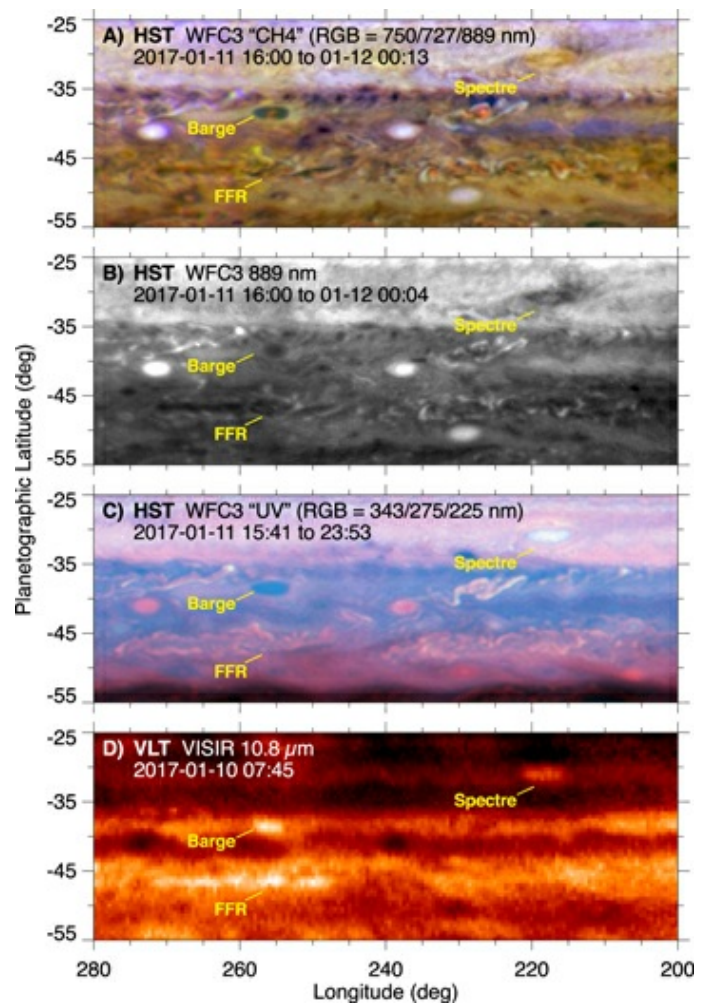 A) HST WFC3 “CH4” (RGB = 750/727/889 nm)
2017-01-11 16:00 to 01-12 00:13
Spectre
Barge
FFR
-25
-35
-45
-55
B) HST WFC3 889 nm
2017-01-11 16:00 to 01-12 00:04
Spectre
Barge
FFR
-25
-35
-45
-55
Planetographic Latitude (deg)
C) HST WFC3 “UV” (RGB = 343/275/225 nm)
2017-01-11 15:41 to 23:53
Spectre
Barge
FFR
-25
-35
-45
-55
D) VLT VISIR 10.8 µm
2017-01-10 07:45
Spectre
Barge
FFR
-25
-35
-45
-55
280 260 240 220 200
Longitude (deg)